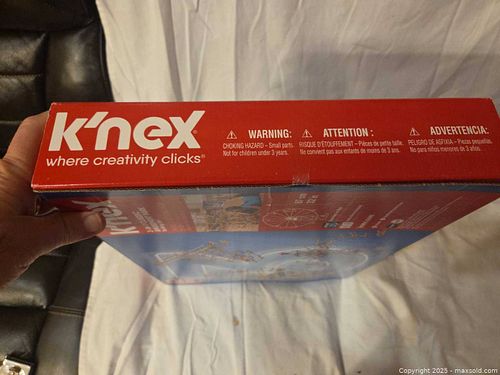 k'nex
where creativity clicks®
WARNING:
CHOKING HAZARD – Small parts.
Not for children under 3 years.
ATTENTION :
RISQUE D'ÉTOUFFEMENT – Pièces de petite taille.
Ne convient pas aux enfants de moins de 3 ans.
ADVERTENCIA:
PELIGRO DE ASFIXIA – Piezas pequeñas.
No para niños menores de 3 años.
k'nex
Copyright 2025 - maxsold.com